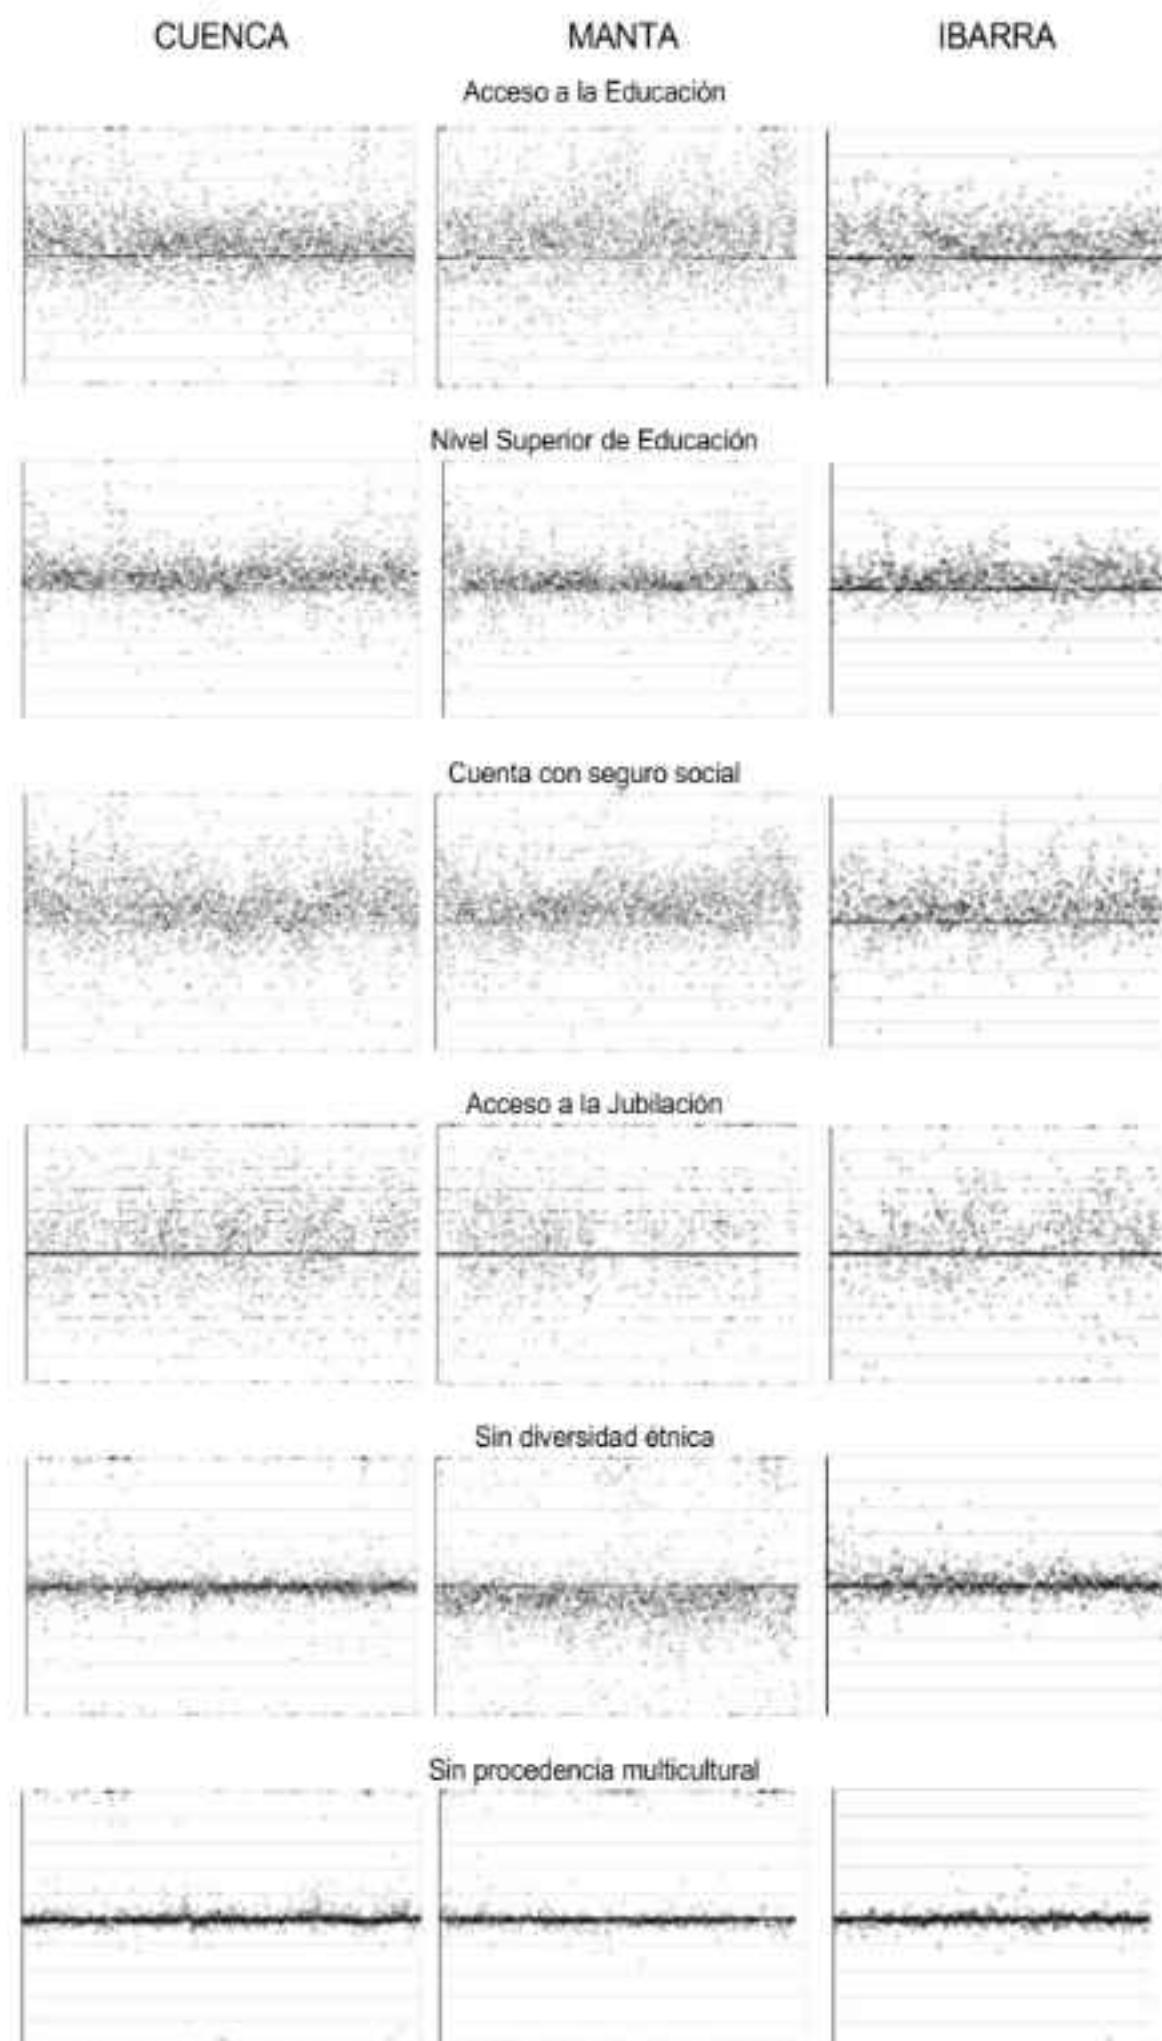 CUENCA MANTA IBARRA
Acceso a la Educación
Nivel Superior de Educación
Cuenta con seguro social
Acceso a la Jubilación
Sin diversidad étnica
Sin procedencia multicultural